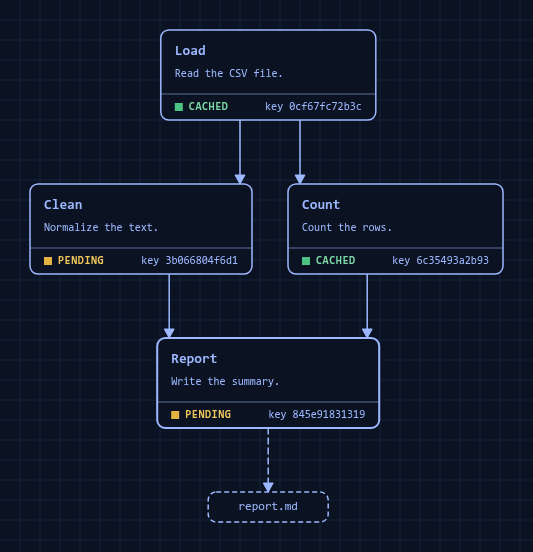 Load
Read the CSV file.
CACHED key 0cf67fc72b3c
Clean
Normalize the text.
PENDING key 3b066804f6d1
Count
Count the rows.
CACHED key 6c35493a2b93
Report
Write the summary.
PENDING key 845e91831319
report.md